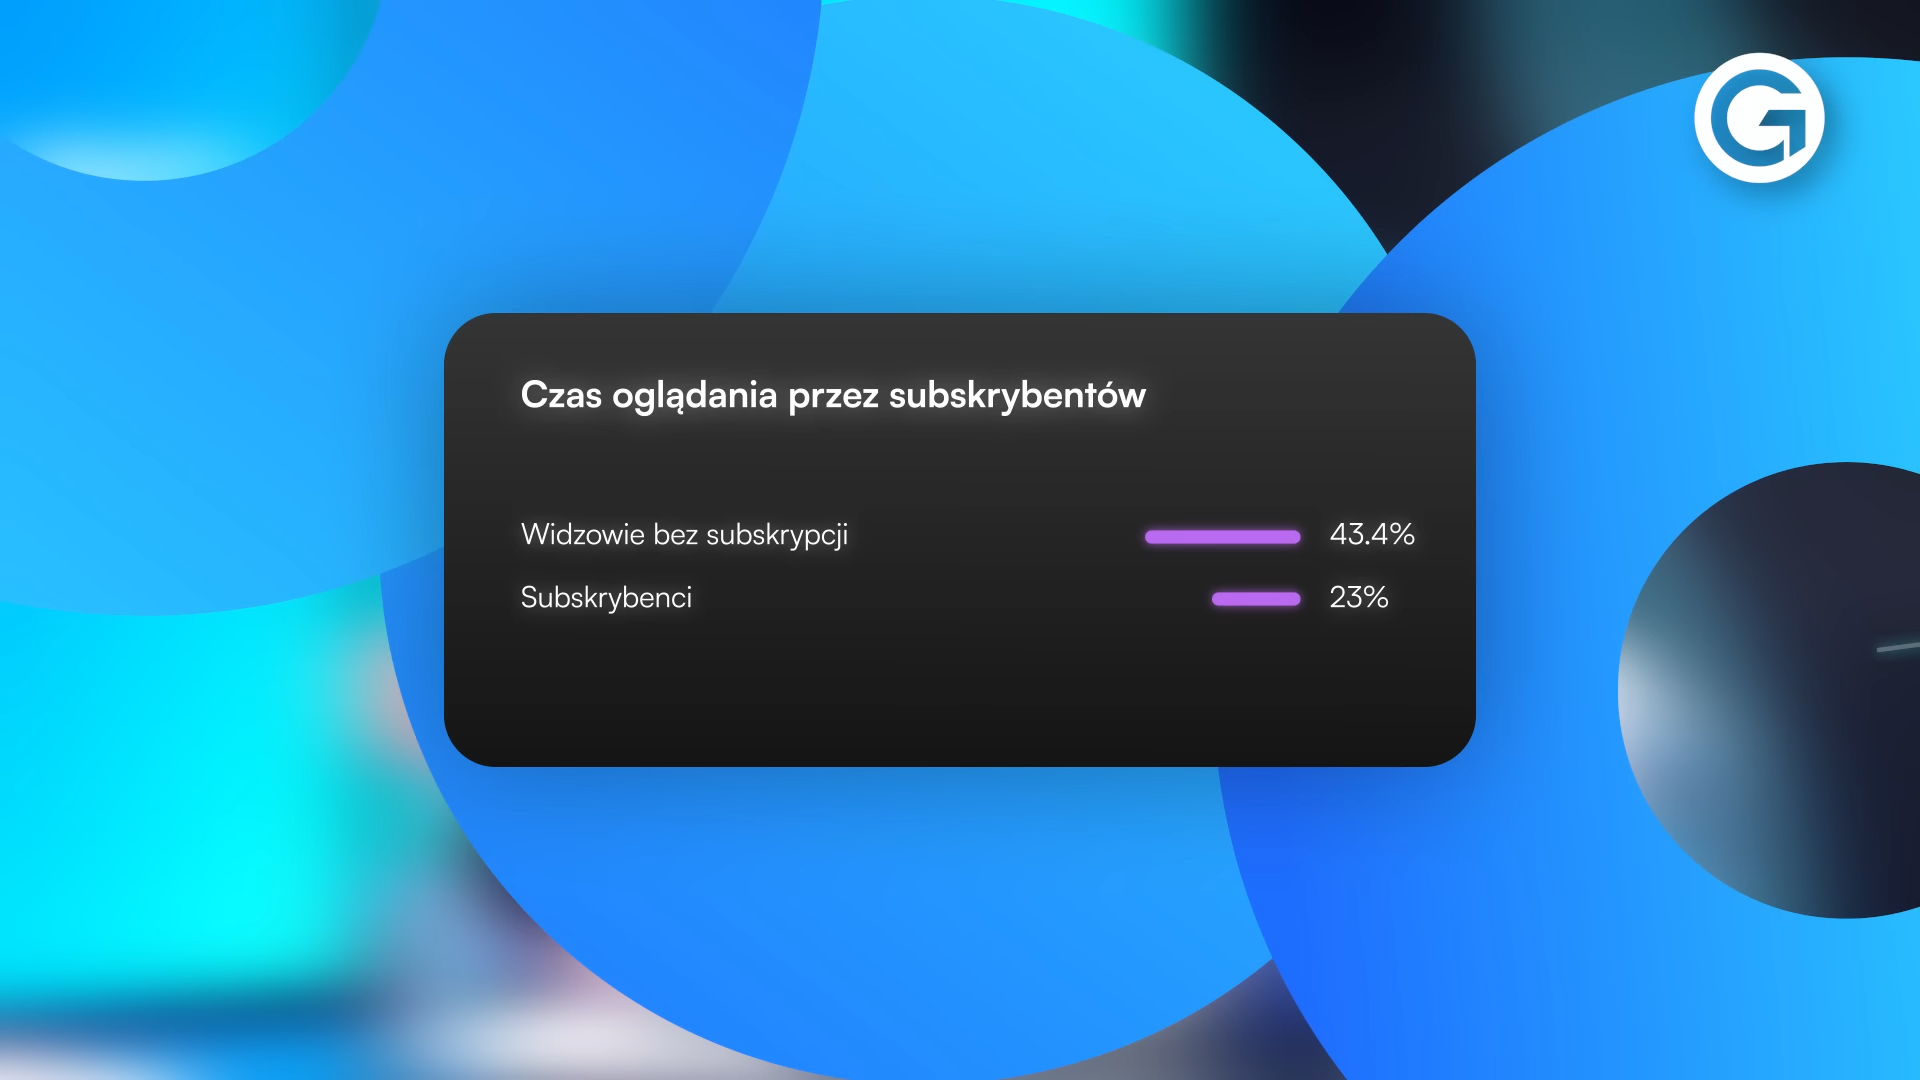 Czas oglądania przez subskrybentów
Widzowie bez subskrypcji 43.4%
Subskrybenci 23%